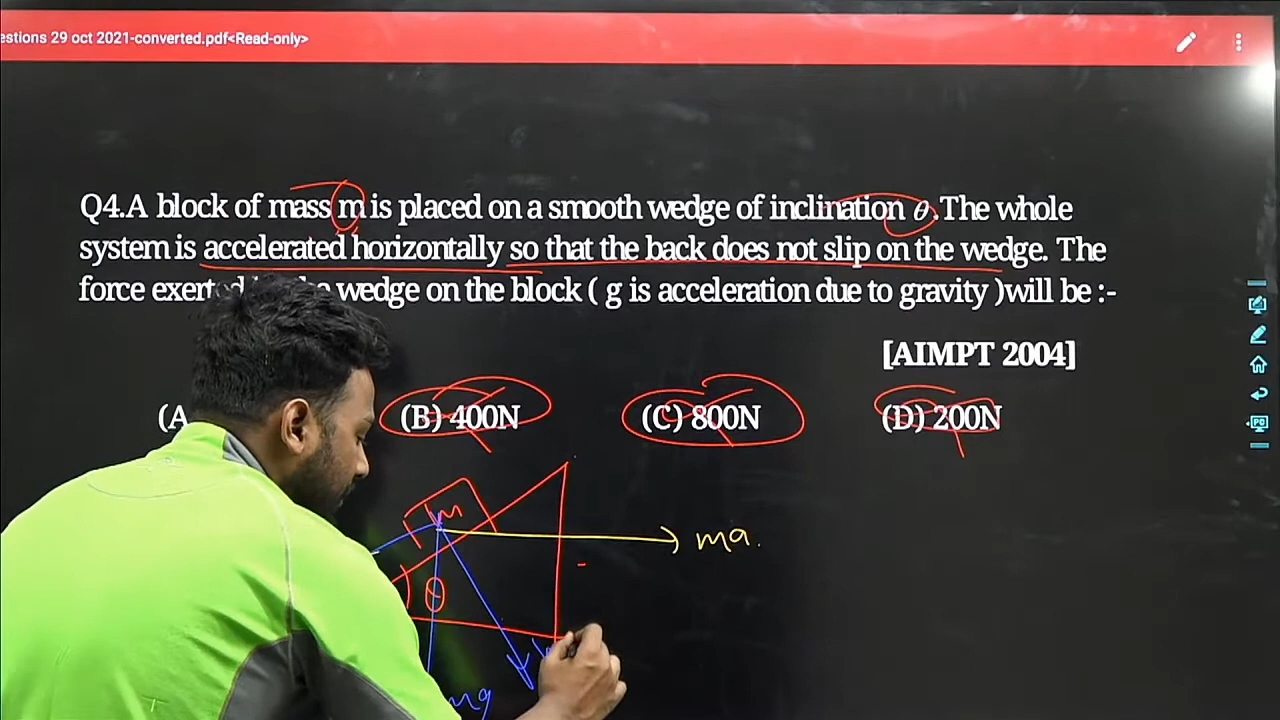 estions 29 oct 2021-converted.pdf<Read-only>
Q4.A block of mass m is placed on a smooth wedge of inclination θ.The whole
system is accelerated horizontally so that the back does not slip on the wedge. The
force wedge on the block ( g is acceleration due to gravity )will be :-
[AIMPT 2004]
(A (B) 400N (C) 800N (D) 200N
m
ma.
θ
mg